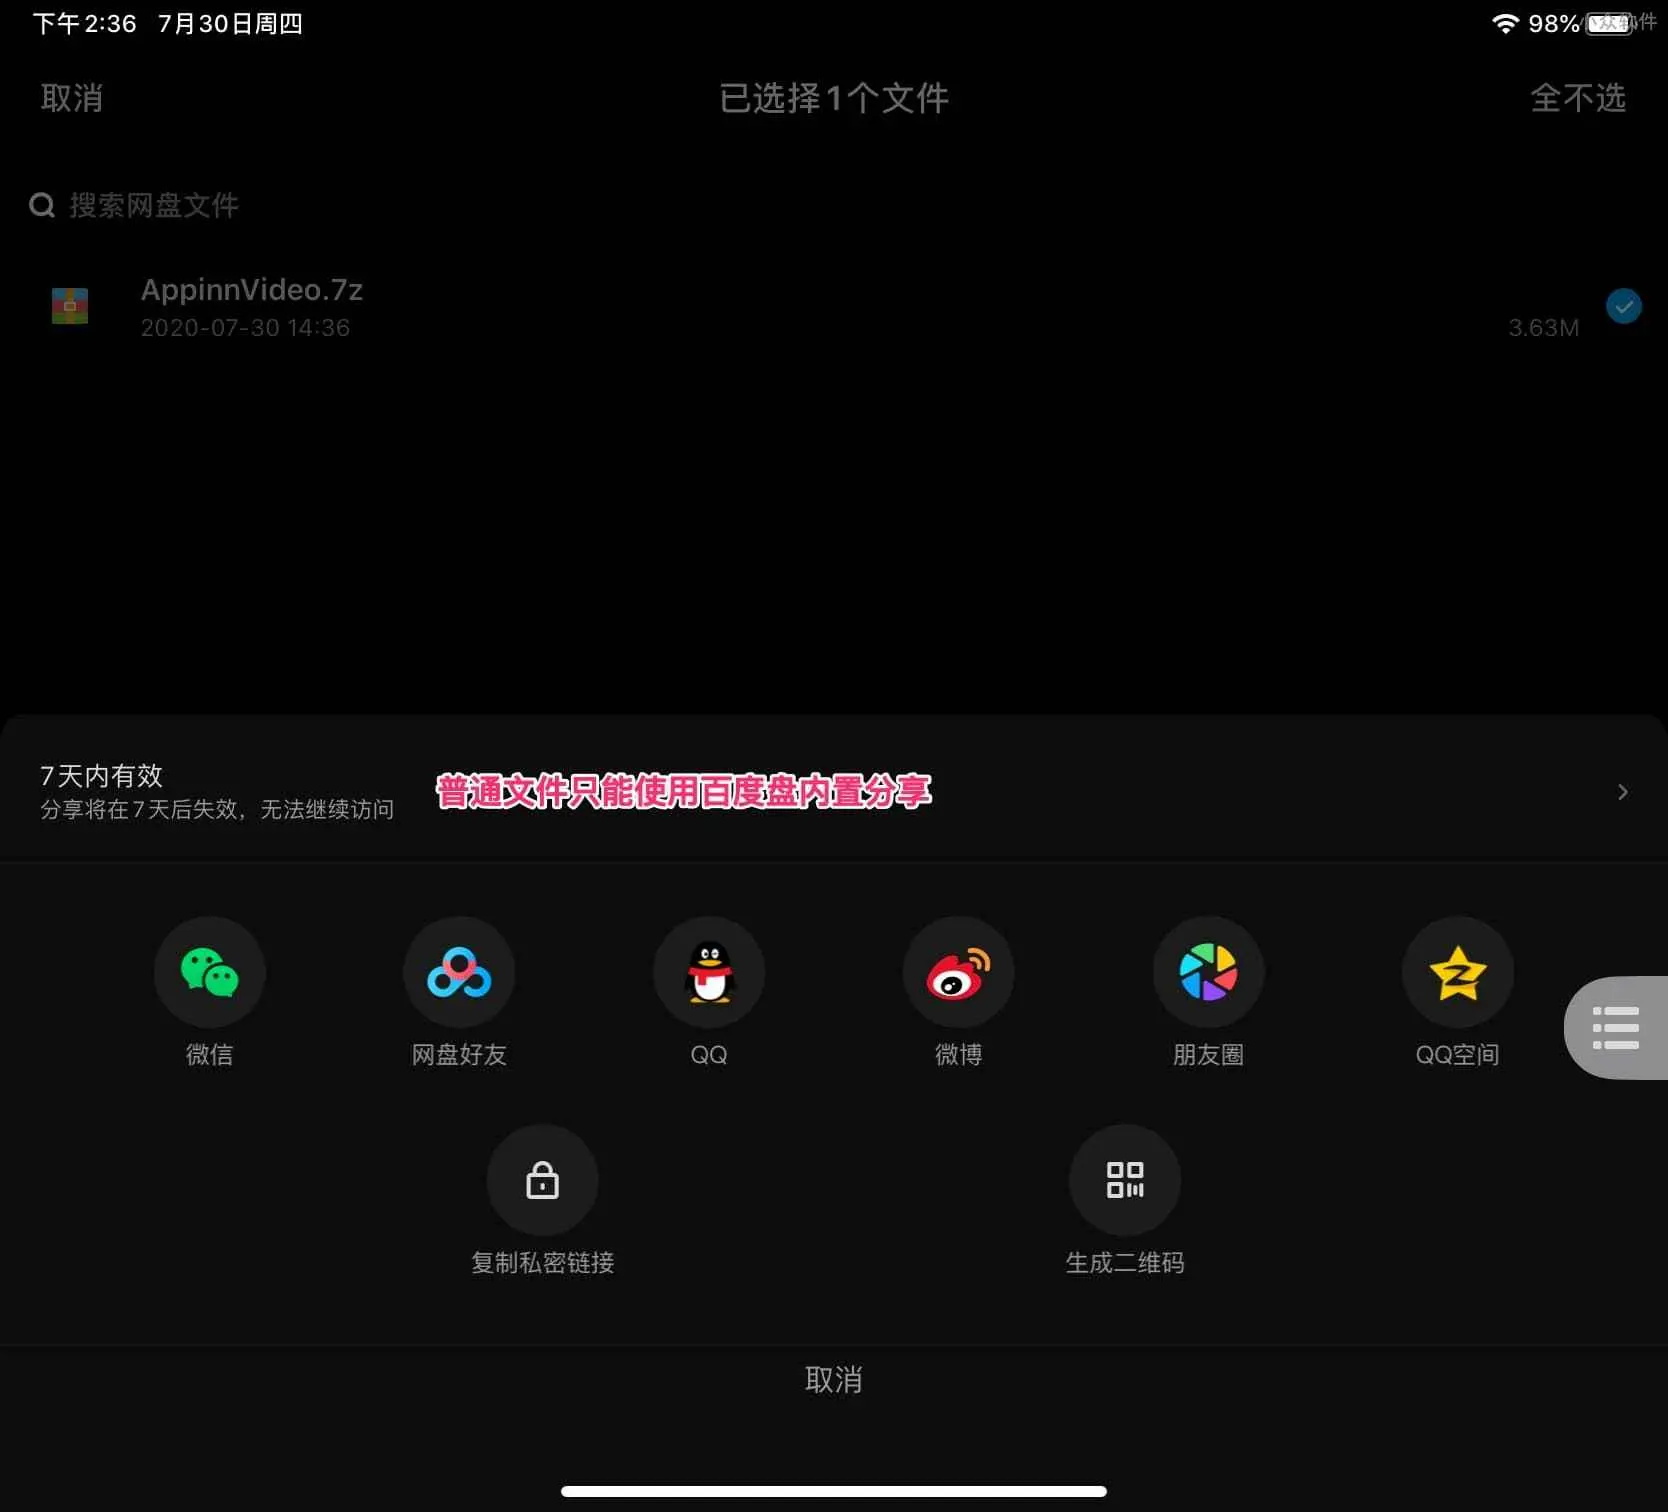 下午2:36 7月30日周四
98%
小众软件
取消
已选择1个文件
全不选
搜索网盘文件
AppinnVideo.7z
2020-07-30 14:36
3.63M
7天内有效
分享将在7天后失效，无法继续访问
普通文件只能使用百度盘内置分享
微信
网盘好友
QQ
微博
朋友圈
QQ空间
复制私密链接
生成二维码
取消